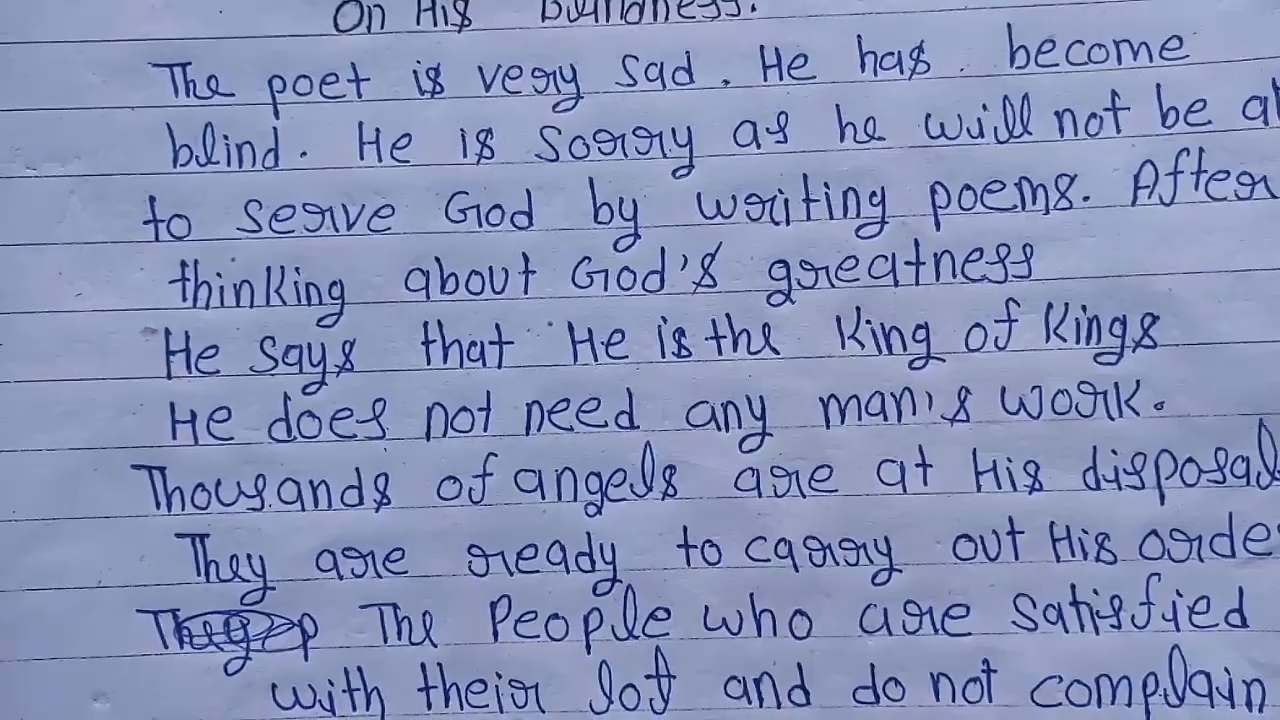 On His Blindness.
The poet is very sad. He has become
blind. He is sorry as he will not be a
to serve God by writing poems. After
thinking about God's greatness
He says that He is the King of Kings
He does not need any man's work.
Thousands of angels are at His disposal
They are ready to carry out His orde
The People who are satisfied
with their lot and do not complain